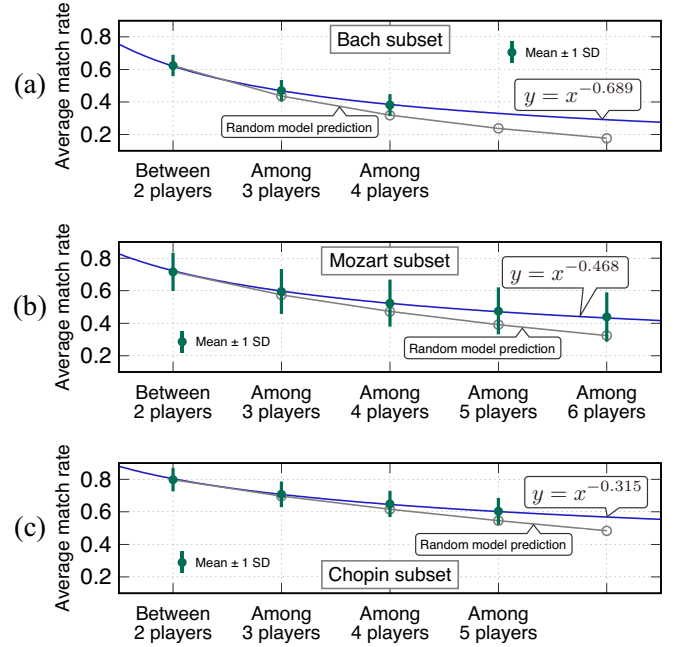 (a)
Average match rate
0.8
0.6
0.4
0.2
Bach subset
Mean ± 1 SD
y = x^{-0.689}
Random model prediction
Between
2 players
Among
3 players
Among
4 players
(b)
Average match rate
0.8
0.6
0.4
0.2
Mozart subset
y = x^{-0.468}
Mean ± 1 SD
Random model prediction
Between
2 players
Among
3 players
Among
4 players
Among
5 players
Among
6 players
(c)
Average match rate
0.8
0.6
0.4
0.2
y = x^{-0.315}
Random model prediction
Mean ± 1 SD
Chopin subset
Between
2 players
Among
3 players
Among
4 players
Among
5 players